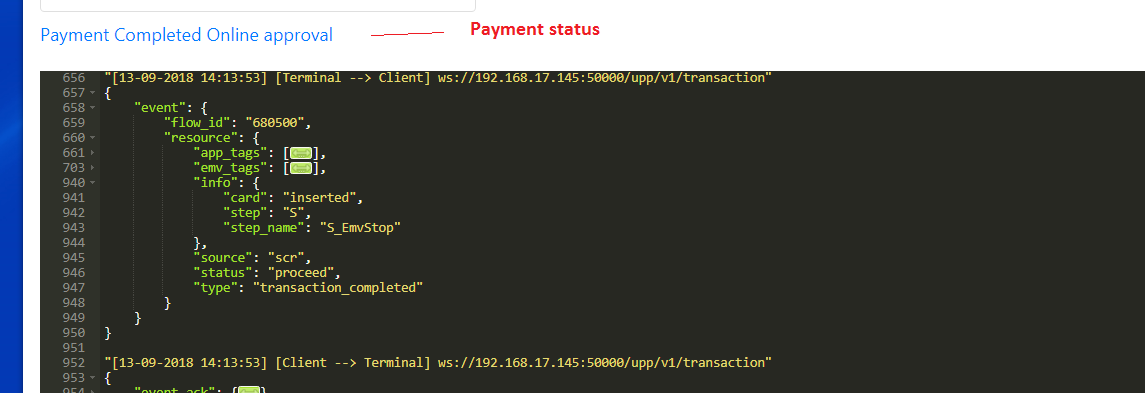 Payment Completed Online approval
Payment status
656 "[13-09-2018 14:13:53] [Terminal --> Client] ws://192.168.17.145:50000/upp/v1/transaction"
657 {
658 "event": {
659 "flow_id": "680500",
660 "resource": {
661 "app_tags": [],
703 "emv_tags": [],
940 "info": {
941 "card": "inserted",
942 "step": "S",
943 "step_name": "S_EmvStop"
944 },
945 "source": "scr",
946 "status": "proceed",
947 "type": "transaction_completed"
948 }
949 }
950 }
951
952 "[13-09-2018 14:13:53] [Client --> Terminal] ws://192.168.17.145:50000/upp/v1/transaction"
953 {
954 "event_ack": {}